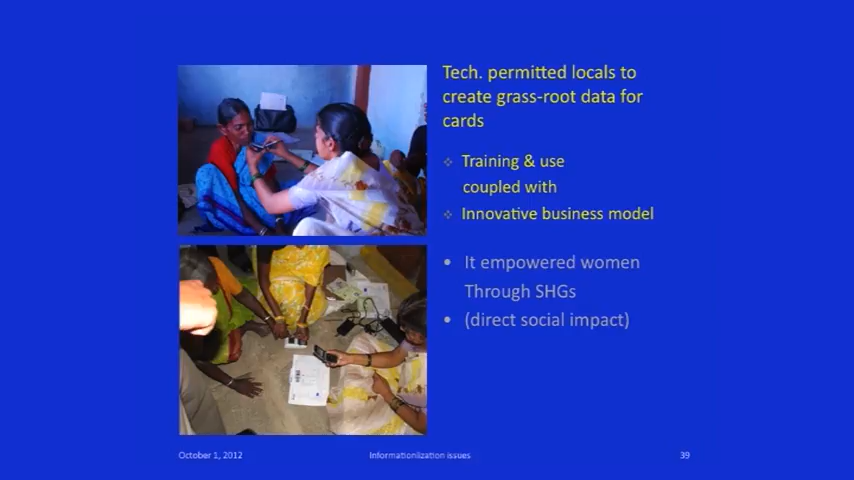 Tech. permitted locals to
create grass-root data for
cards
❖ Training & use
coupled with
❖ Innovative business model
• It empowered women
Through SHGs
• (direct social impact)
October 1, 2012
Informationlization issues
39